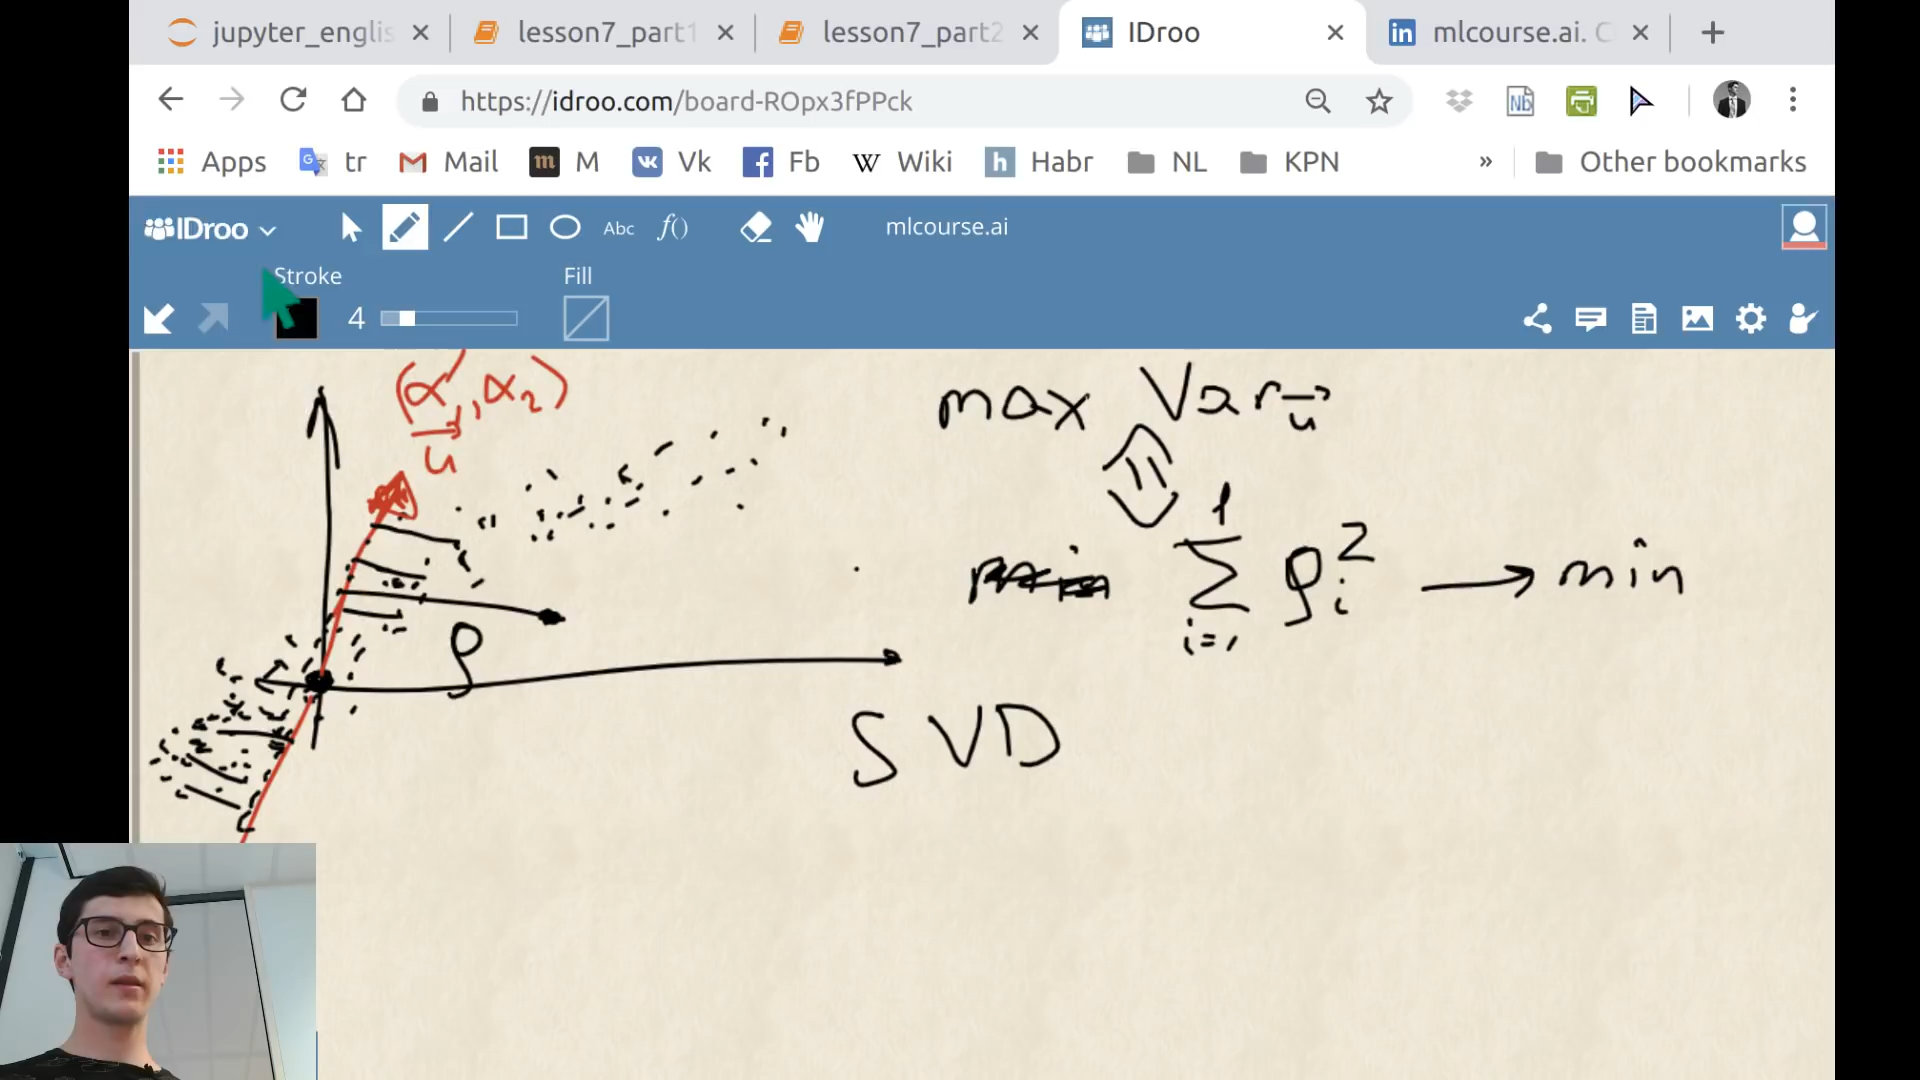 jupyter_englis
lesson7_part1
lesson7_part2
IDroo
mlcourse.ai. C
https://idroo.com/board-ROpx3fPPck
Apps
tr
Mail
M
Vk
Fb
Wiki
Habr
NL
KPN
»
Other bookmarks
IDroo
Abc
f()
mlcourse.ai
Stroke
Fill
4
(α1, α2)
u
max Var u
min
∑ i=1 l ρi² → min
ρ
SVD